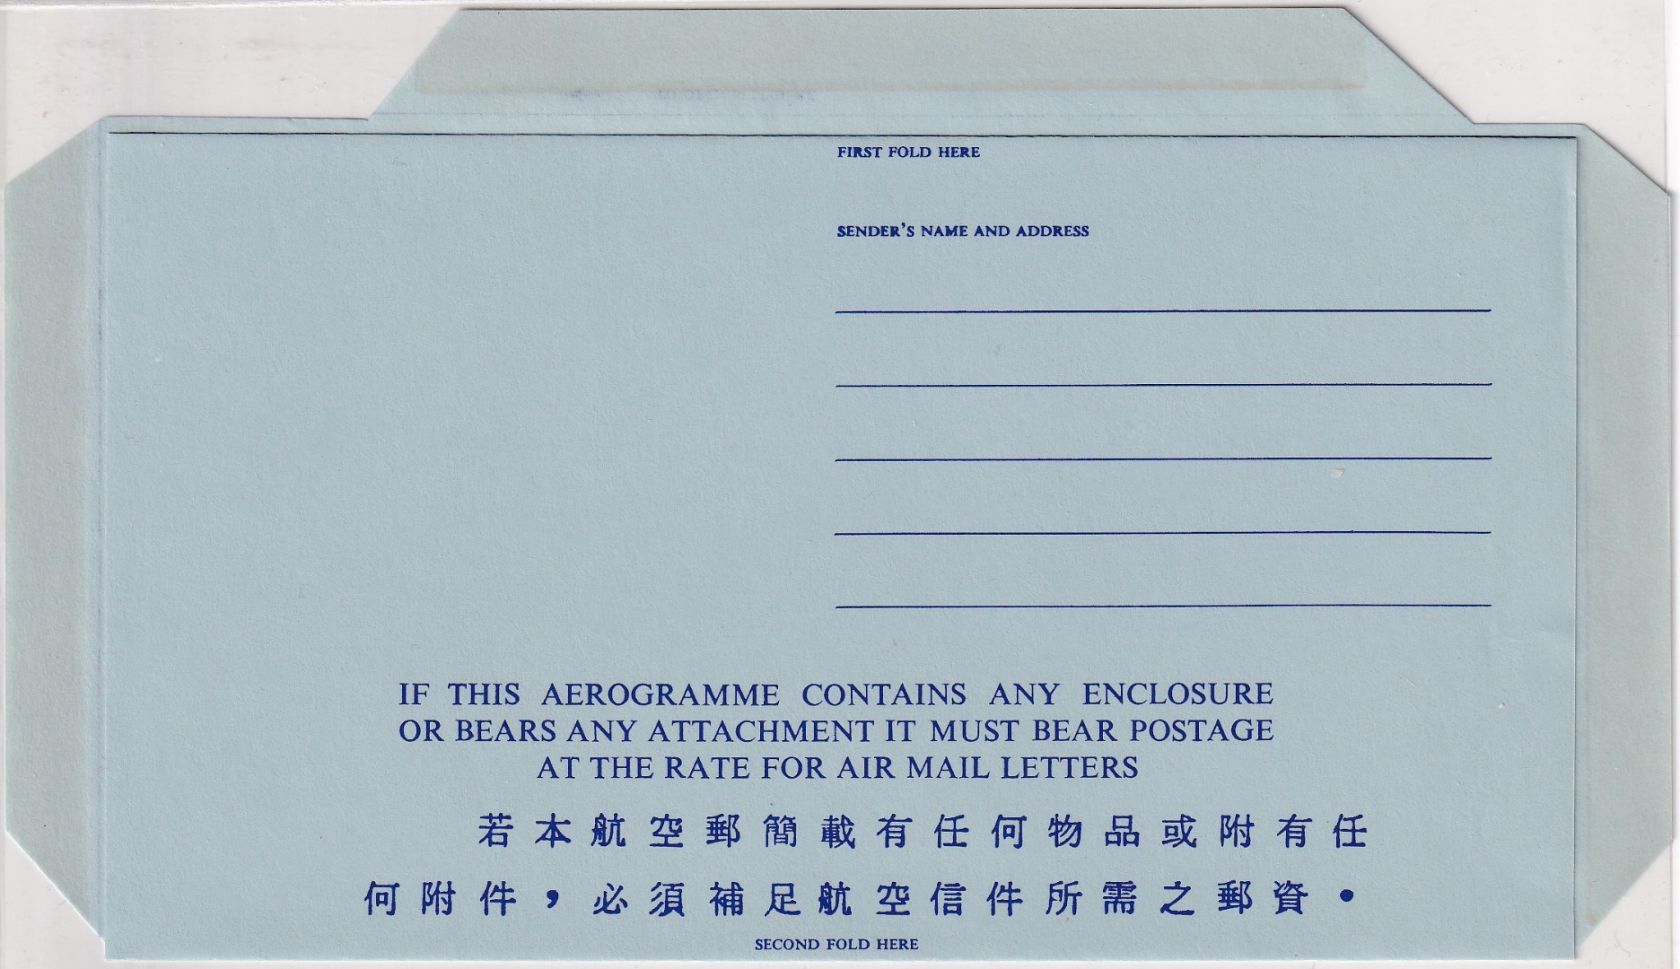 FIRST FOLD HERE
SENDER'S NAME AND ADDRESS
IF THIS AEROGRAMME CONTAINS ANY ENCLOSURE
OR BEARS ANY ATTACHMENT IT MUST BEAR POSTAGE
AT THE RATE FOR AIR MAIL LETTERS
若本航空郵簡載有任何物品或附有任
何附件，必須補足航空信件所需之郵資．
SECOND FOLD HERE